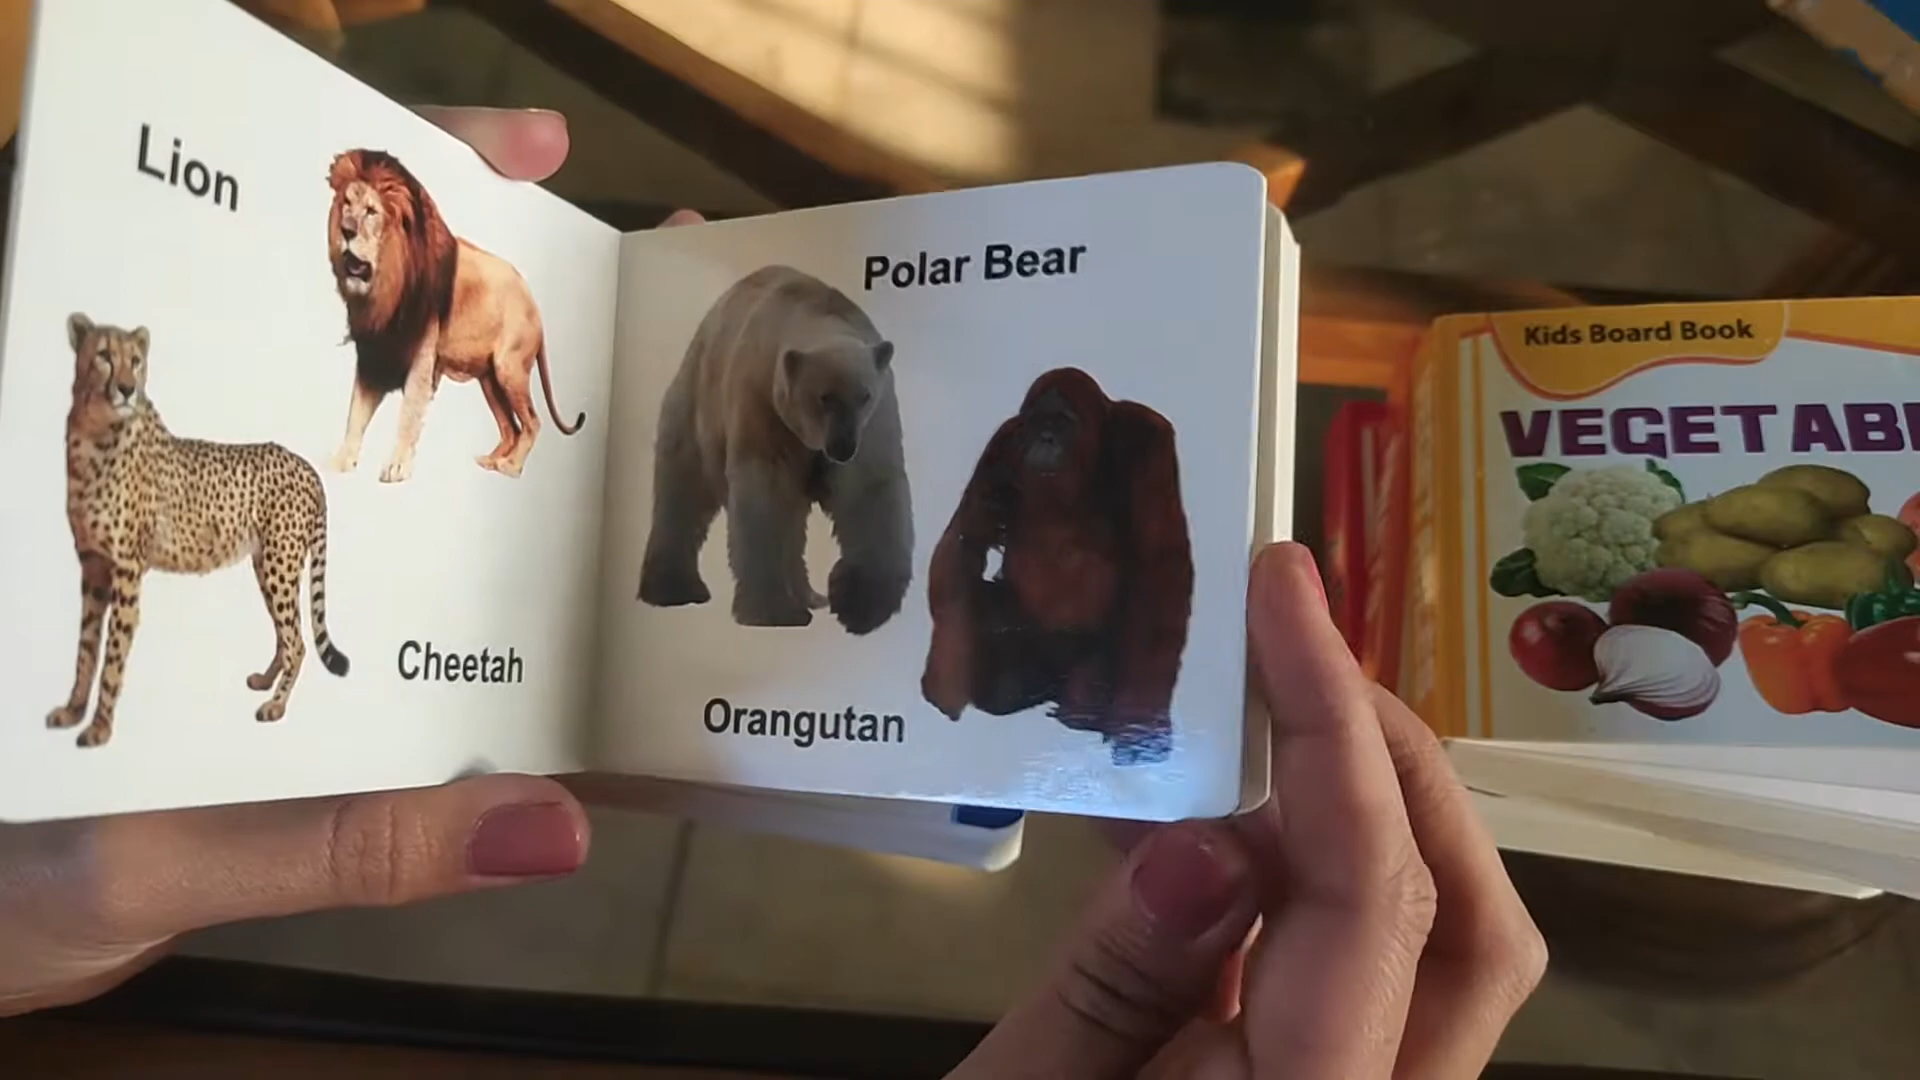 Lion
Cheetah
Polar Bear
Orangutan
Kids Board Book
VEGETABL